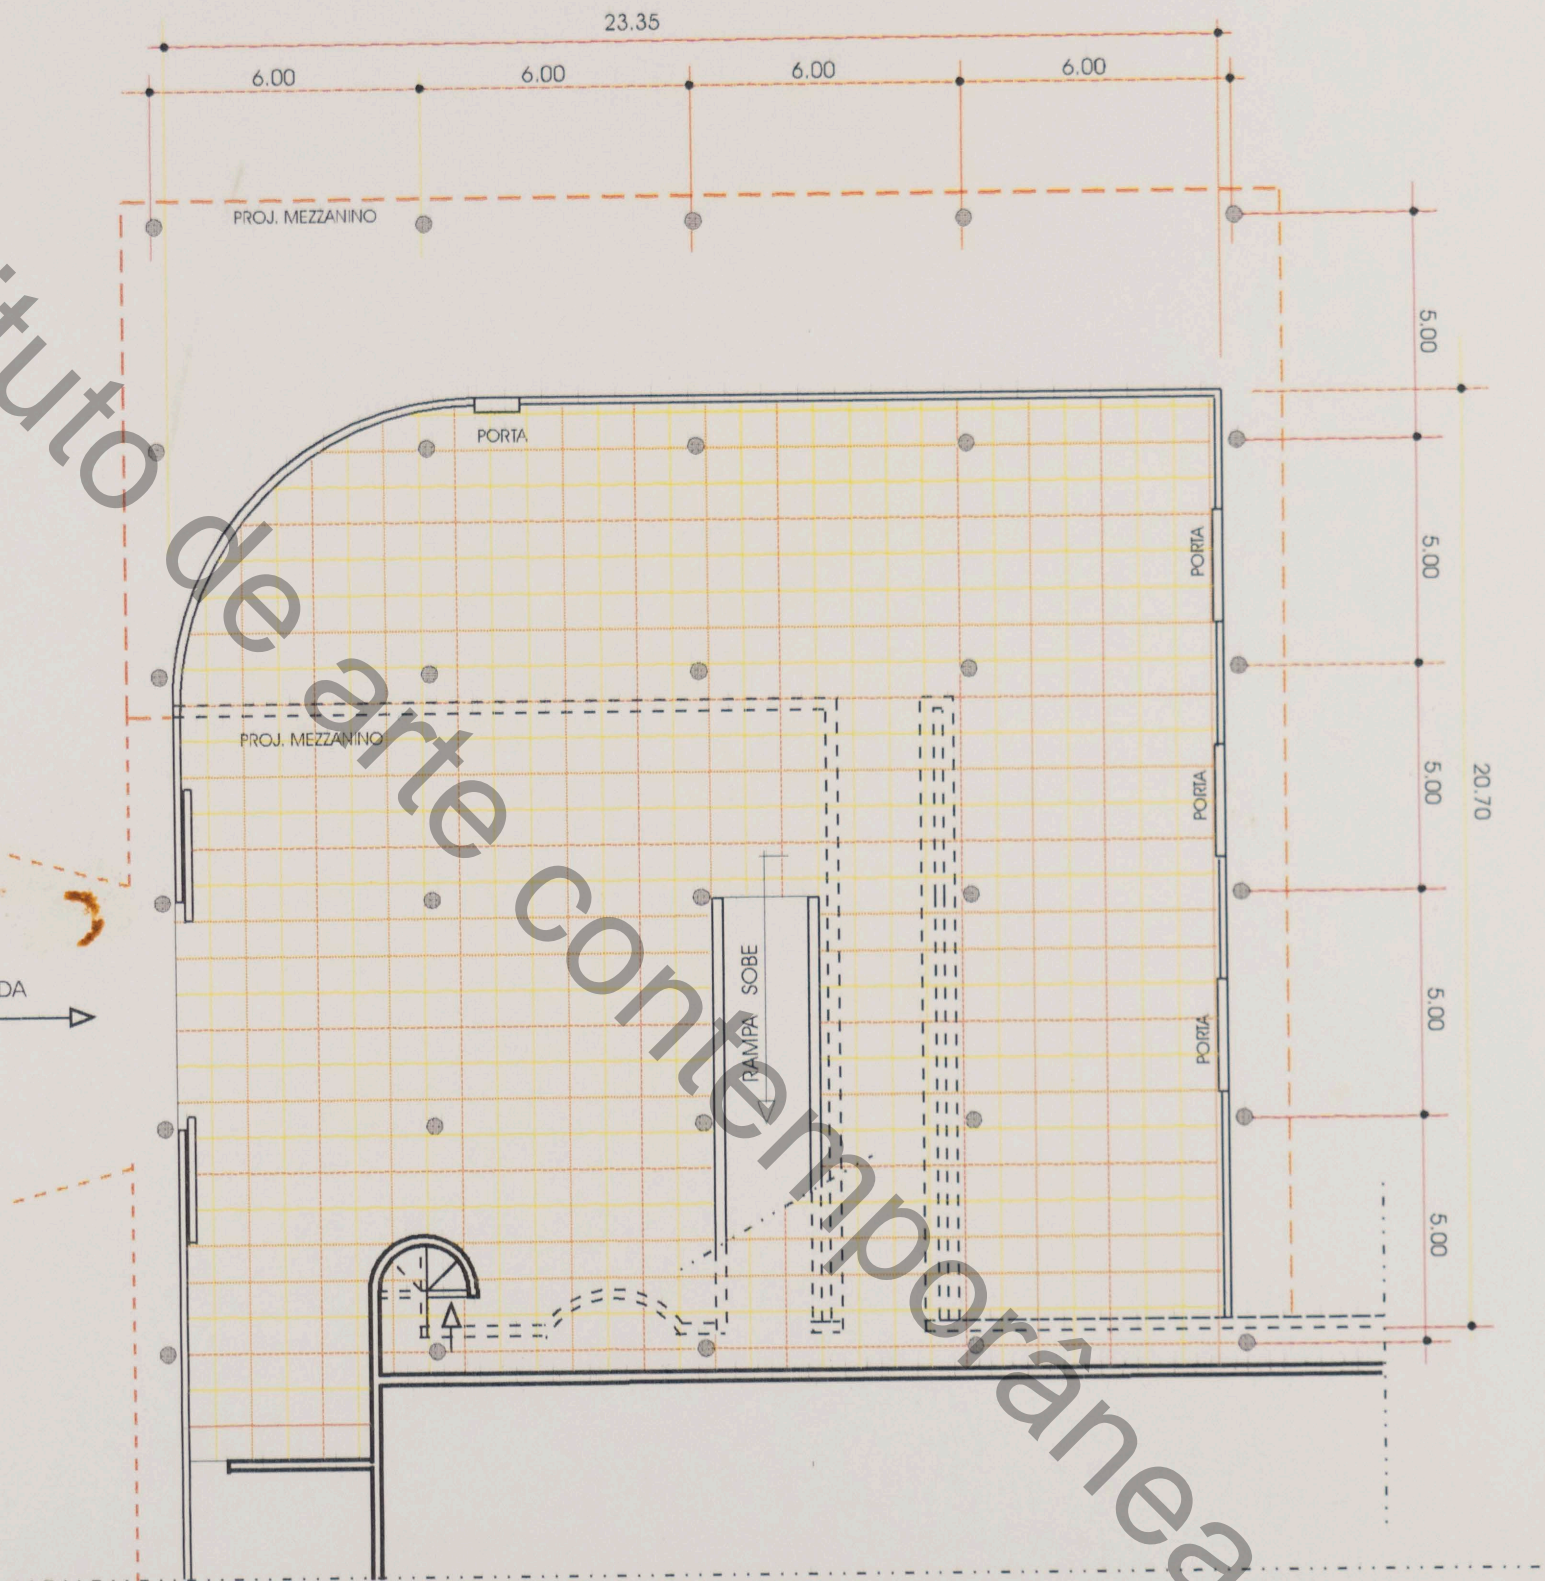 23.35
6.00 6.00 6.00 6.00
PROJ. MEZZANINO
5.00
PORTA
PORTA
5.00
PROJ. MEZZANINO
PORTA
5.00
20.70
RAMPA SOBE
DA
PORTA
5.00
5.00
tuto de arte contemporânea